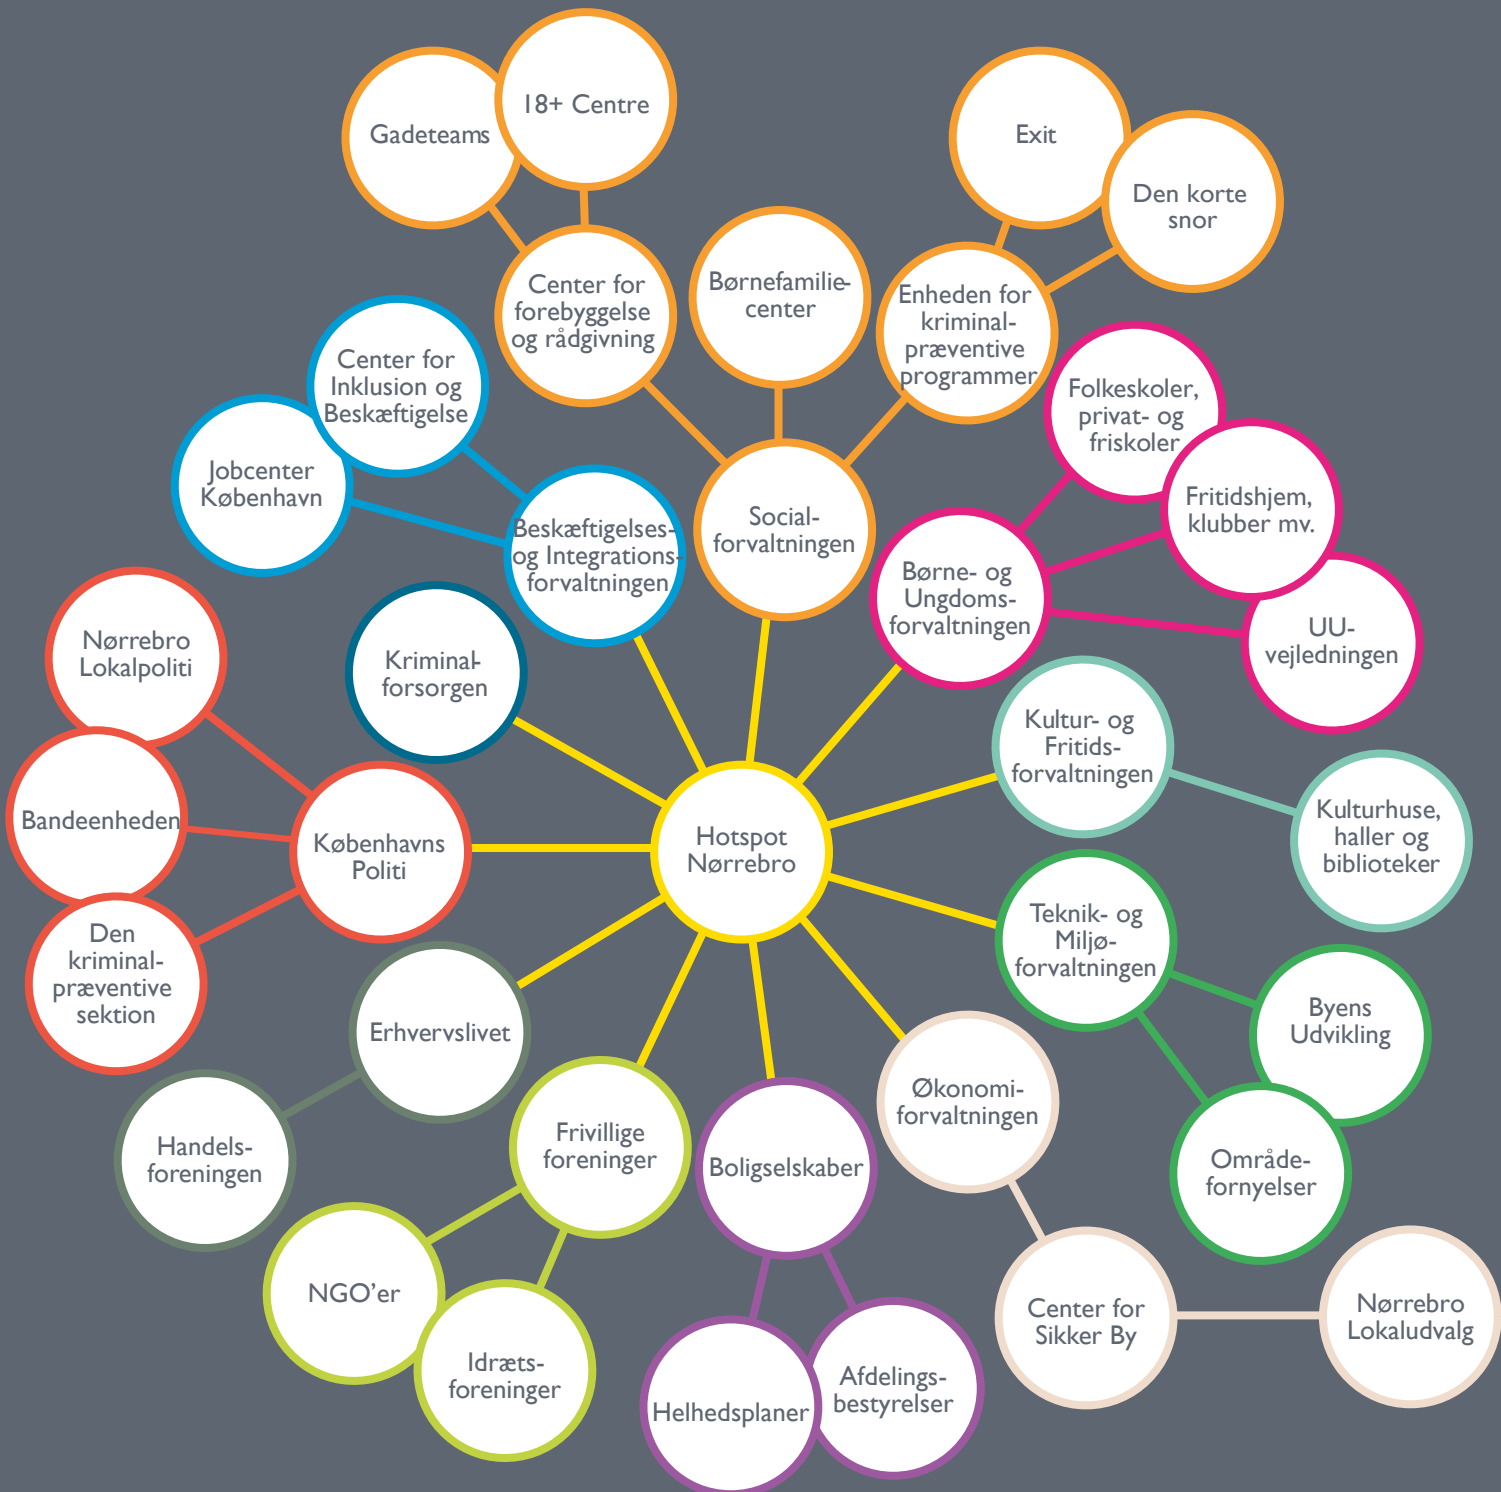 18+ Centre
Gadeteams
Exit
Den korte
snor
Center for
forebyggelse
og rådgivning
Børnefamilie-
center
Enheden for
kriminal-
præventive
programmer
Center for
Inklusion og
Beskæftigelse
Folkeskoler,
privat- og
friskoler
Jobcenter
København
Fritidshjem,
klubber mv.
Beskæftigelses-
og Integrations-
forvaltningen
Social-
forvaltningen
Børne- og
Ungdoms-
forvaltningen
UU-
vejledningen
Nørrebro
Lokalpoliti
Kriminal-
forsorgen
Kultur- og
Fritids-
forvaltningen
Bandeenheden
Københavns
Politi
Hotspot
Nørrebro
Kulturhuse,
haller og
biblioteker
Den
kriminal-
præventive
sektion
Teknik- og
Miljø-
forvaltningen
Byens
Udvikling
Erhvervslivet
Økonomi-
forvaltningen
Handels-
foreningen
Frivillige
foreninger
Boligselskaber
Område-
fornyelser
NGO’er
Center for
Sikker By
Nørrebro
Lokaludvalg
Idræts-
foreninger
Helhedsplaner
Afdelings-
bestyrelser